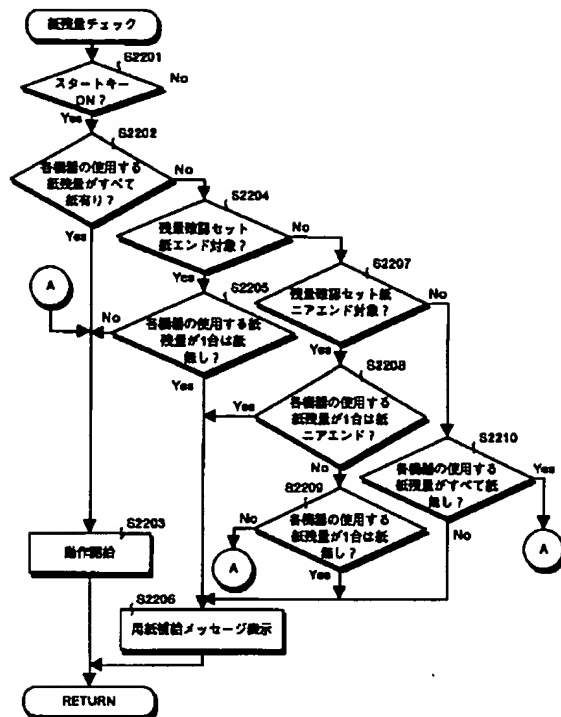 紙残量チェック
S2201
スタートキー
ON？
No
Yes
S2202
各機器の使用する
紙残量がすべて
紙有り？
No
Yes
S2204
残量確認セット
紙エンド対象？
No
Yes
S2207
残量確認セット紙
ニアエンド対象？
No
Yes
A
S2205
各機器の使用する紙
残量が1台は紙
無し？
No
Yes
S2208
各機器の使用する
紙残量が1台は紙
ニアエンド？
Yes
No
S2210
各機器の使用する
紙残量がすべて紙
無し？
Yes
No
S2209
各機器の使用する
紙残量が1台は紙
無し？
No
Yes
A
A
S2203
動作開始
S2206
用紙補給メッセージ表示
RETURN